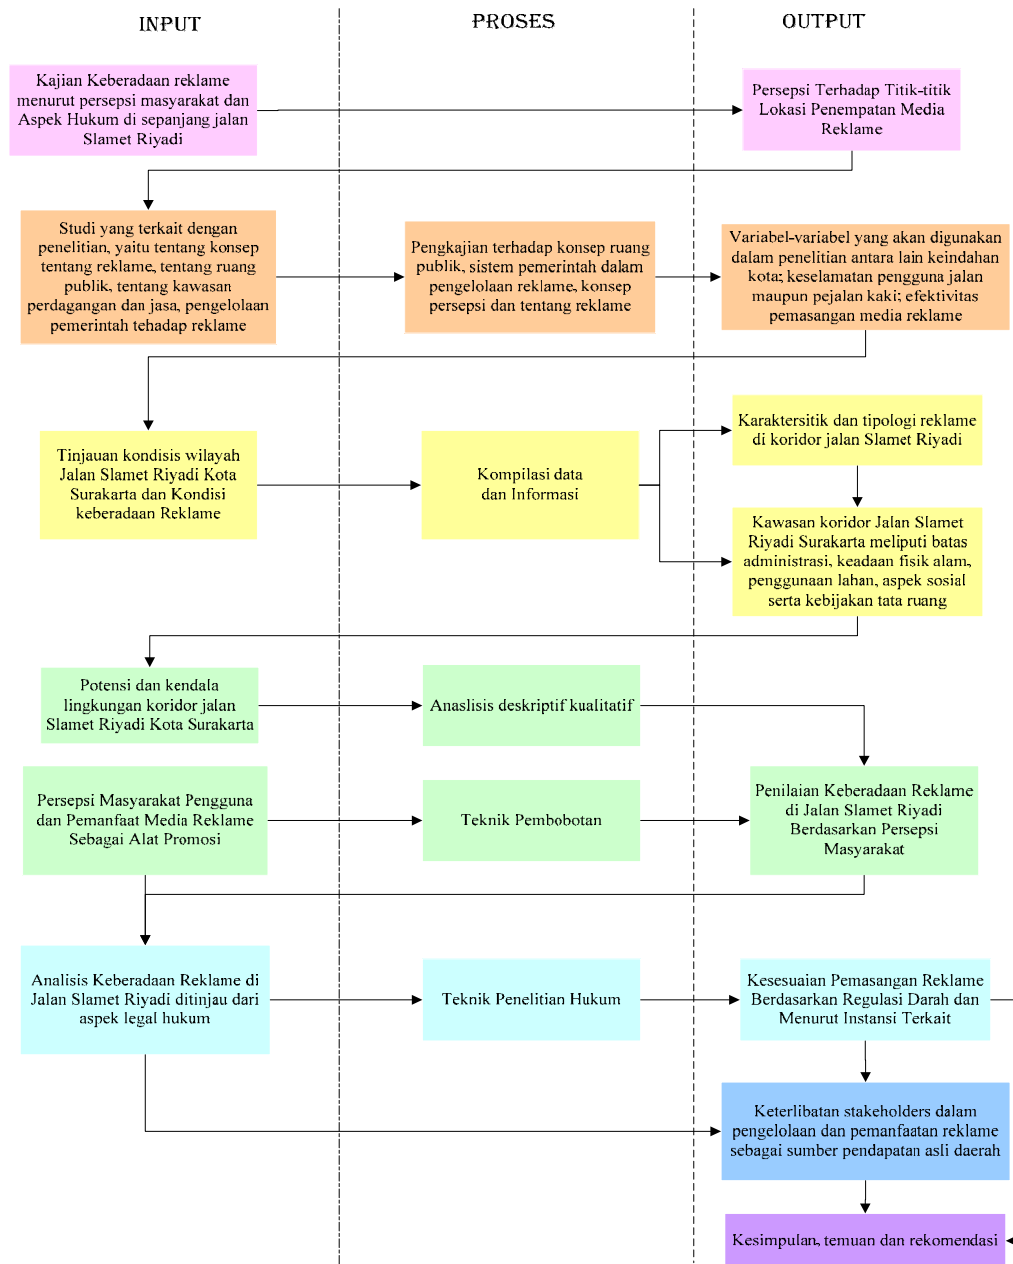 INPUT
PROSES
OUTPUT
Kajian Keberadaan reklame
menurut persepsi masyarakat dan
Aspek Hukum di sepanjang jalan
Slamet Riyadi
Persepsi Terhadap Titik-titik
Lokasi Penempatan Media
Reklame
Studi yang terkait dengan
penelitian, yaitu tentang konsep
tentang reklame, tentang ruang
publik, tentang kawasan
perdagangan dan jasa, pengelolaan
pemerintah tehadap reklame
Pengkajian terhadap konsep ruang
publik, sistem pemerintah dalam
pengelolaan reklame, konsep
persepsi dan tentang reklame
Variabel-variabel yang akan digunakan
dalam penelitian antara lain keindahan
kota; keselamatan pengguna jalan
maupun pejalan kaki; efektivitas
pemasangan media reklame
Tinjauan kondisis wilayah
Jalan Slamet Riyadi Kota
Surakarta dan Kondisi
keberadaan Reklame
Kompilasi data
dan Informasi
Karaktersitik dan tipologi reklame
di koridor jalan Slamet Riyadi
Kawasan koridor Jalan Slamet
Riyadi Surakarta meliputi batas
administrasi, keadaan fisik alam,
penggunaan lahan, aspek sosial
serta kebijakan tata ruang
Potensi dan kendala
lingkungan koridor jalan
Slamet Riyadi Kota Surakarta
Anaslisis deskriptif kualitatif
Persepsi Masyarakat Pengguna
dan Pemanfaat Media Reklame
Sebagai Alat Promosi
Teknik Pembobotan
Penilaian Keberadaan Reklame
di Jalan Slamet Riyadi
Berdasarkan Persepsi
Masyarakat
Analisis Keberadaan Reklame di
Jalan Slamet Riyadi ditinjau dari
aspek legal hukum
Teknik Penelitian Hukum
Kesesuaian Pemasangan Reklame
Berdasarkan Regulasi Darah dan
Menurut Instansi Terkait
Keterlibatan stakeholders dalam
pengelolaan dan pemanfaatan reklame
sebagai sumber pendapatan asli daerah
Kesimpulan, temuan dan rekomendasi